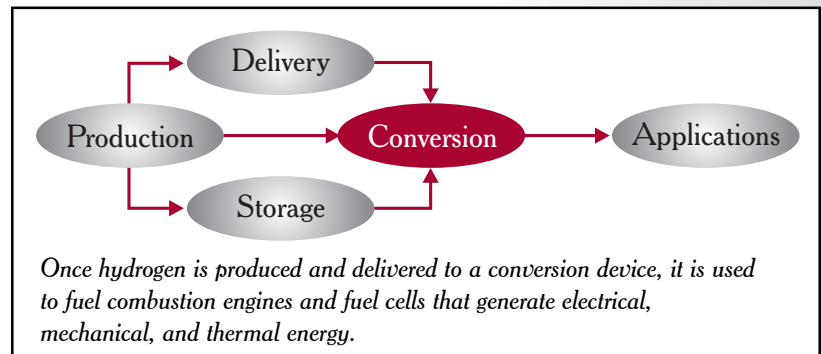 Delivery
Production
Conversion
Applications
Storage
Once hydrogen is produced and delivered to a conversion device, it is used
to fuel combustion engines and fuel cells that generate electrical,
mechanical, and thermal energy.